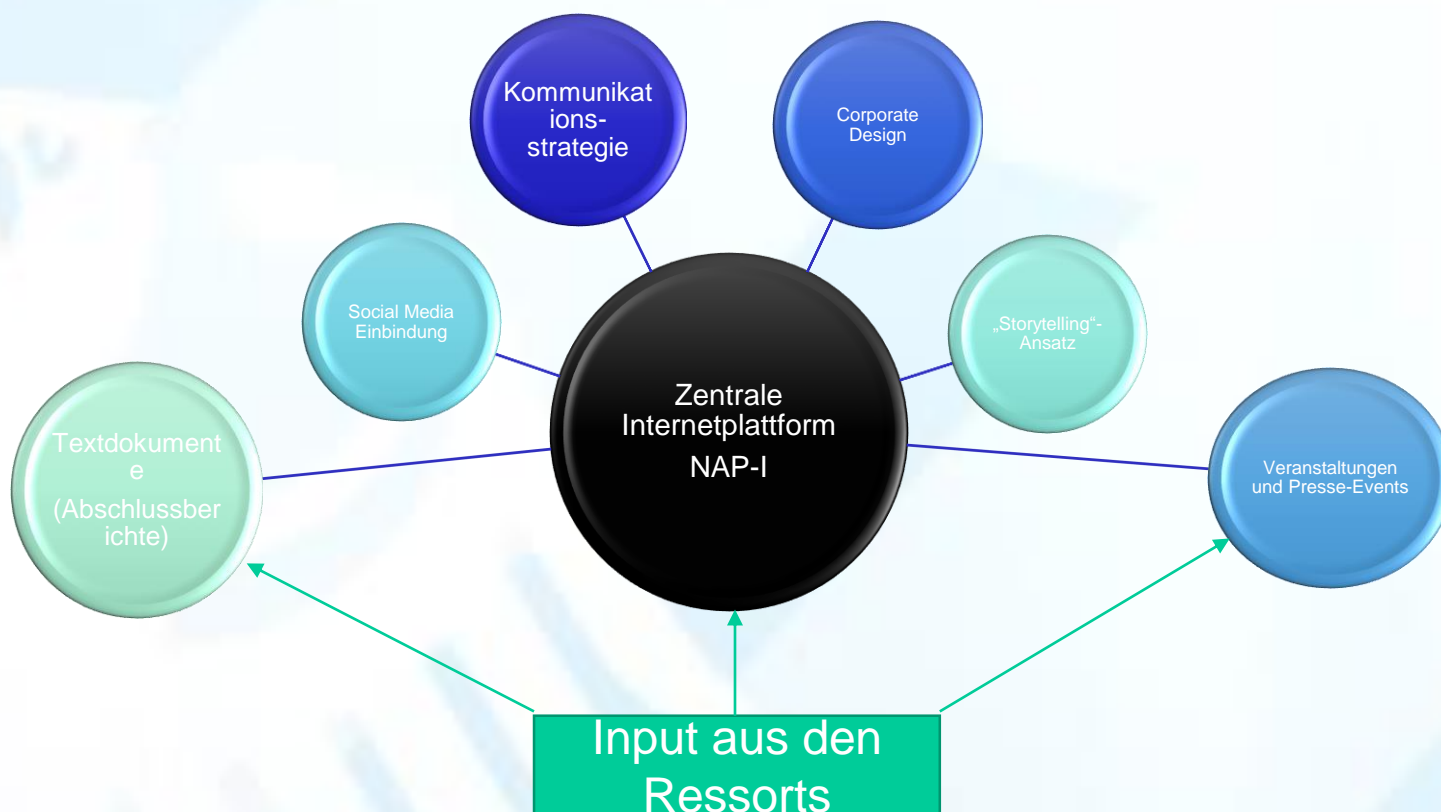 Kommunikat
ions-
strategie
Corporate
Design
Social Media
Einbindung
„Storytelling“-
Ansatz
Zentrale
Internetplattform
NAP-I
Textdokument
e
(Abschlussber
ichte)
Veranstaltungen
und Presse-Events
Input aus den
Ressorts